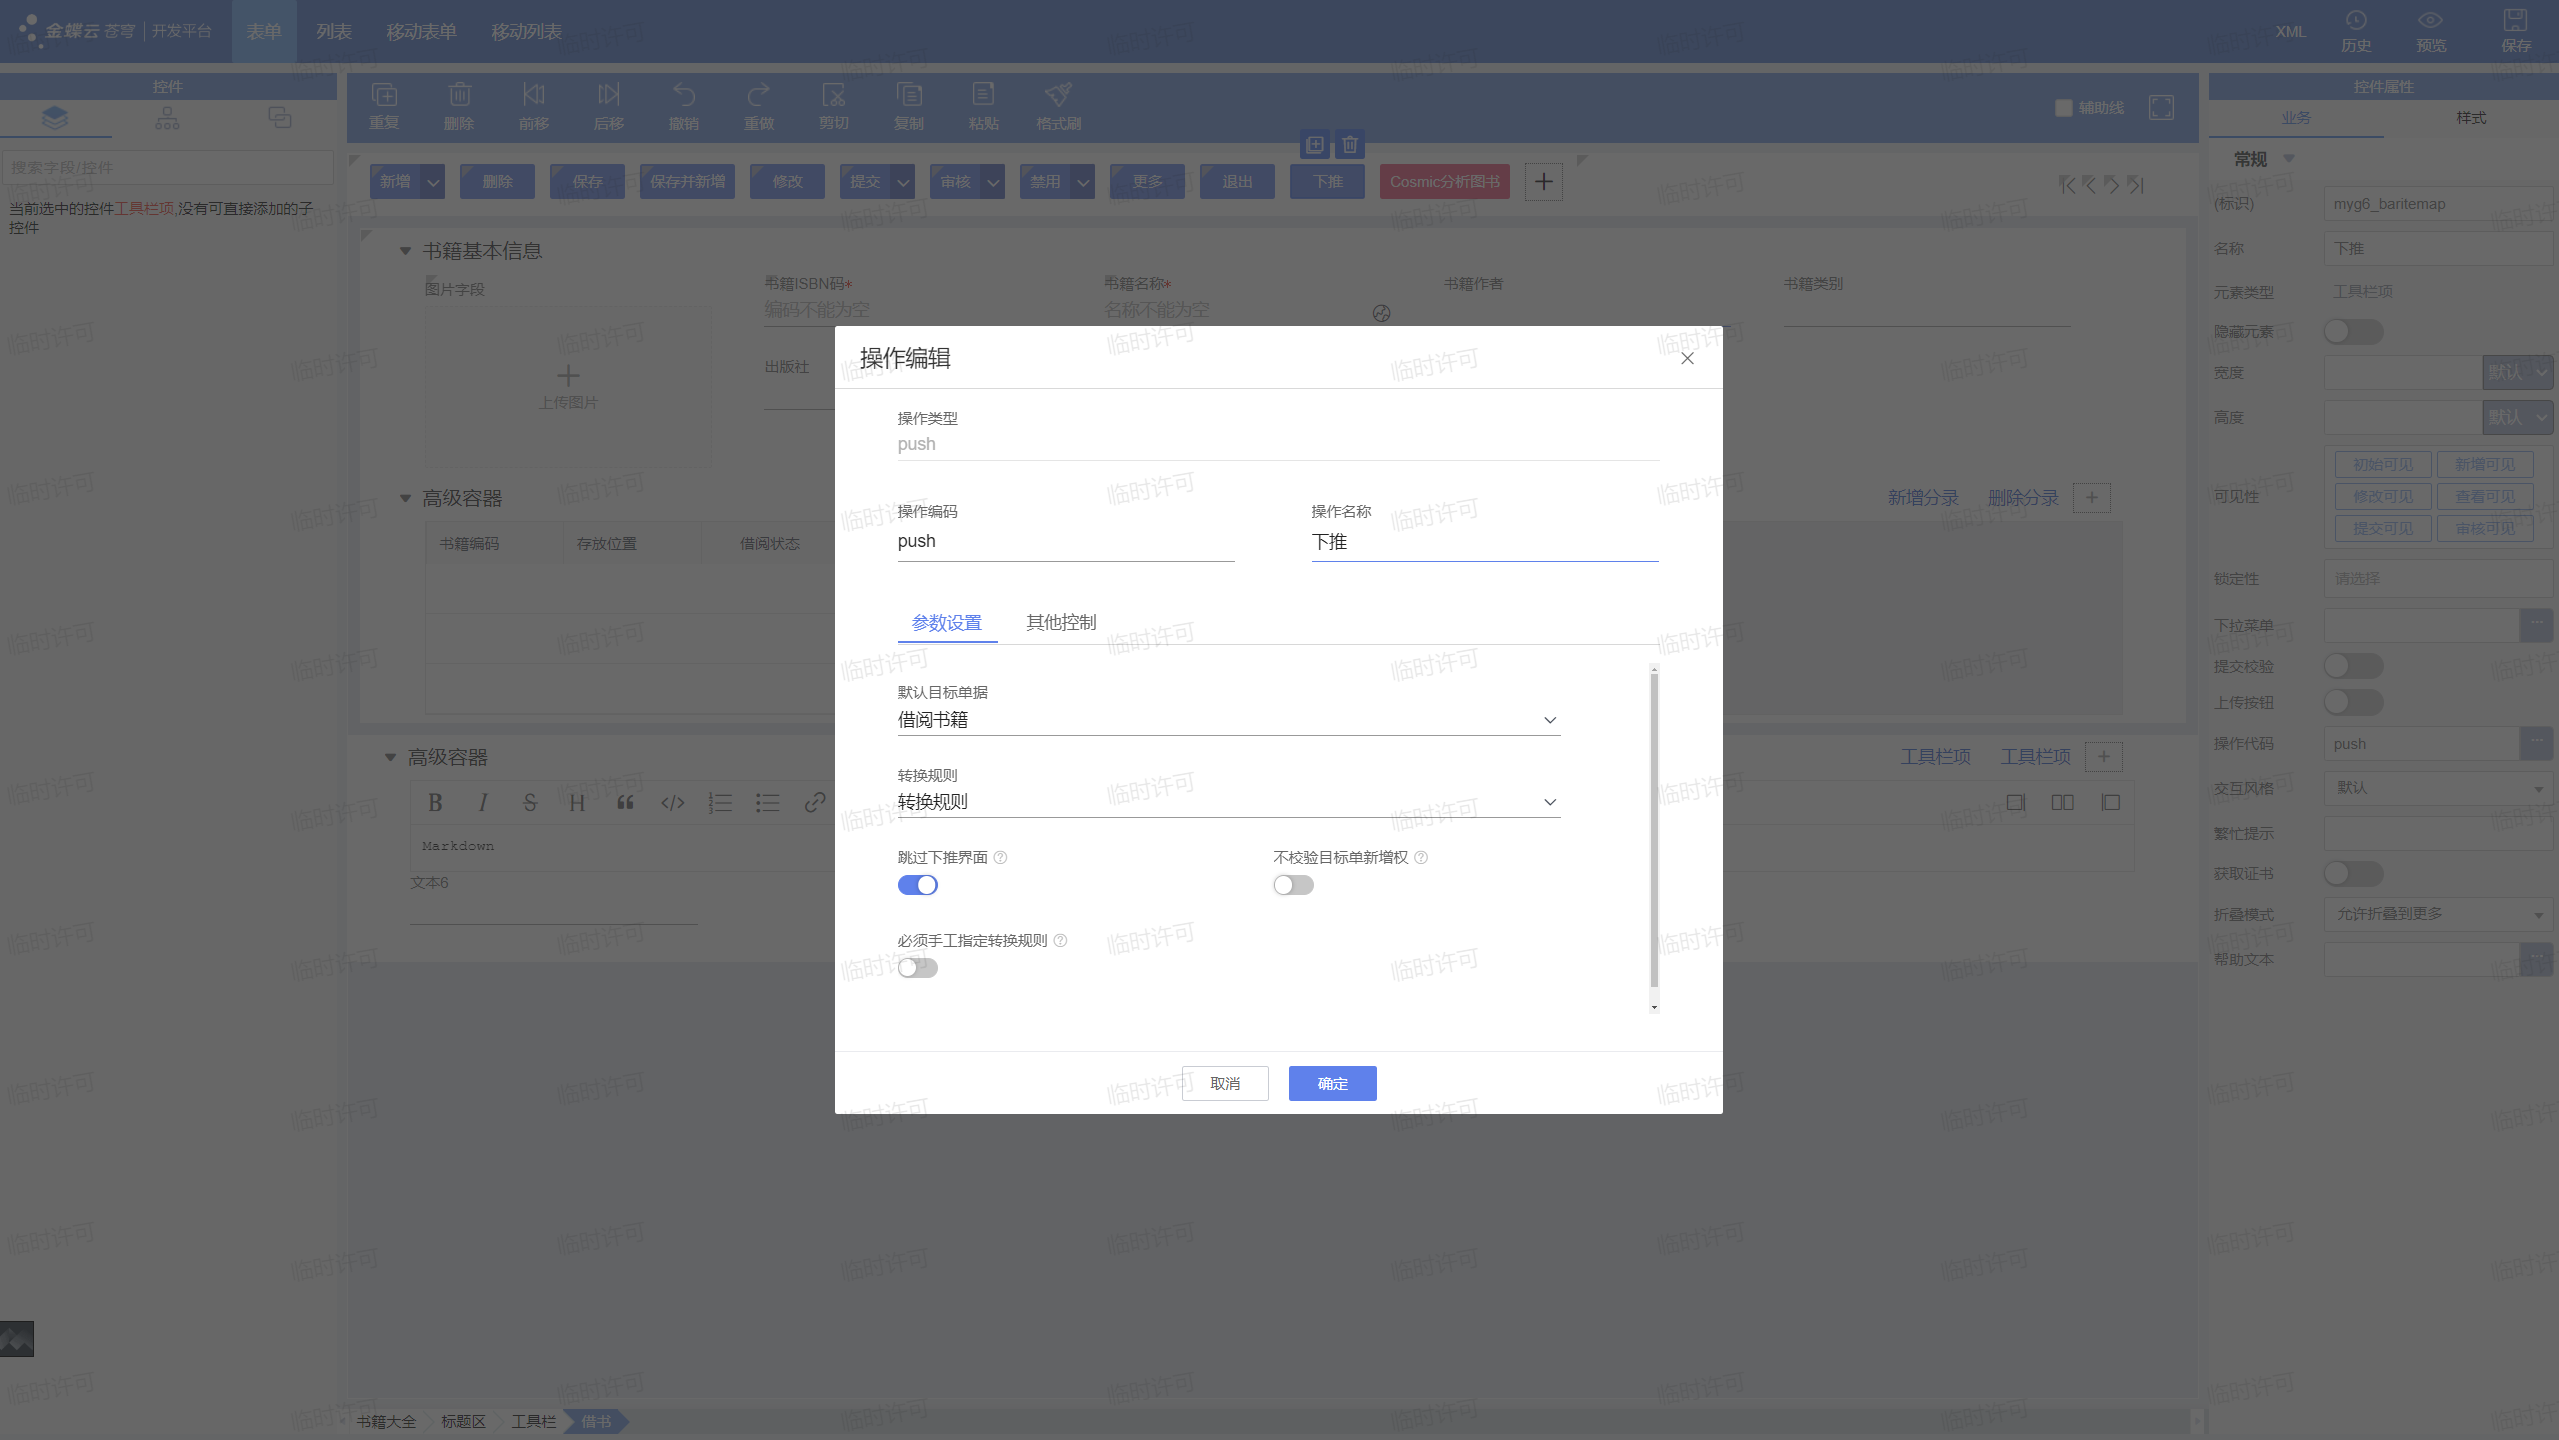 金蝶云 苍穹 开发平台 表单 列表 移动表单 移动列表 XML 历史 预览 保存
控件
搜索字段/控件
当前选中的控件工具栏项,没有可直接添加的子
控件
重复 删除 前移 后移 撤销 重做 剪切 复制 粘贴 格式刷 辅助线
新增 删除 保存 保存并新增 修改 提交 审核 禁用 更多 退出 下推 Cosmic分析图书
书籍基本信息
图片字段 书籍ISBN码* 书籍名称* 书籍作者 书籍类别
编码不能为空 名称不能为空
上传图片
出版社
高级容器 新增分录 删除分录
书籍编码 存放位置 借阅状态
高级容器 工具栏项 工具栏项
B I S H
Markdown
文本6
操作编辑
操作类型
push
操作编码 操作名称
push 下推
参数设置 其他控制
默认目标单据
借阅书籍
转换规则
转换规则
跳过下推界面 不校验目标单新增权
必须手工指定转换规则
取消 确定
控件属性
业务 样式
常规
(标识) myg6_baritemap
名称 下推
元素类型 工具栏项
隐藏元素
宽度 默认
高度 默认
可见性
初始可见 新增可见
修改可见 查看可见
提交可见 审核可见
锁定性 请选择
下拉菜单 ...
提交校验
上传按钮
操作代码 push ...
交互风格 默认
繁忙提示
获取证书
折叠模式 允许折叠到更多
帮助文本 ...
书籍大全 标题区 工具栏 借书
临时许可